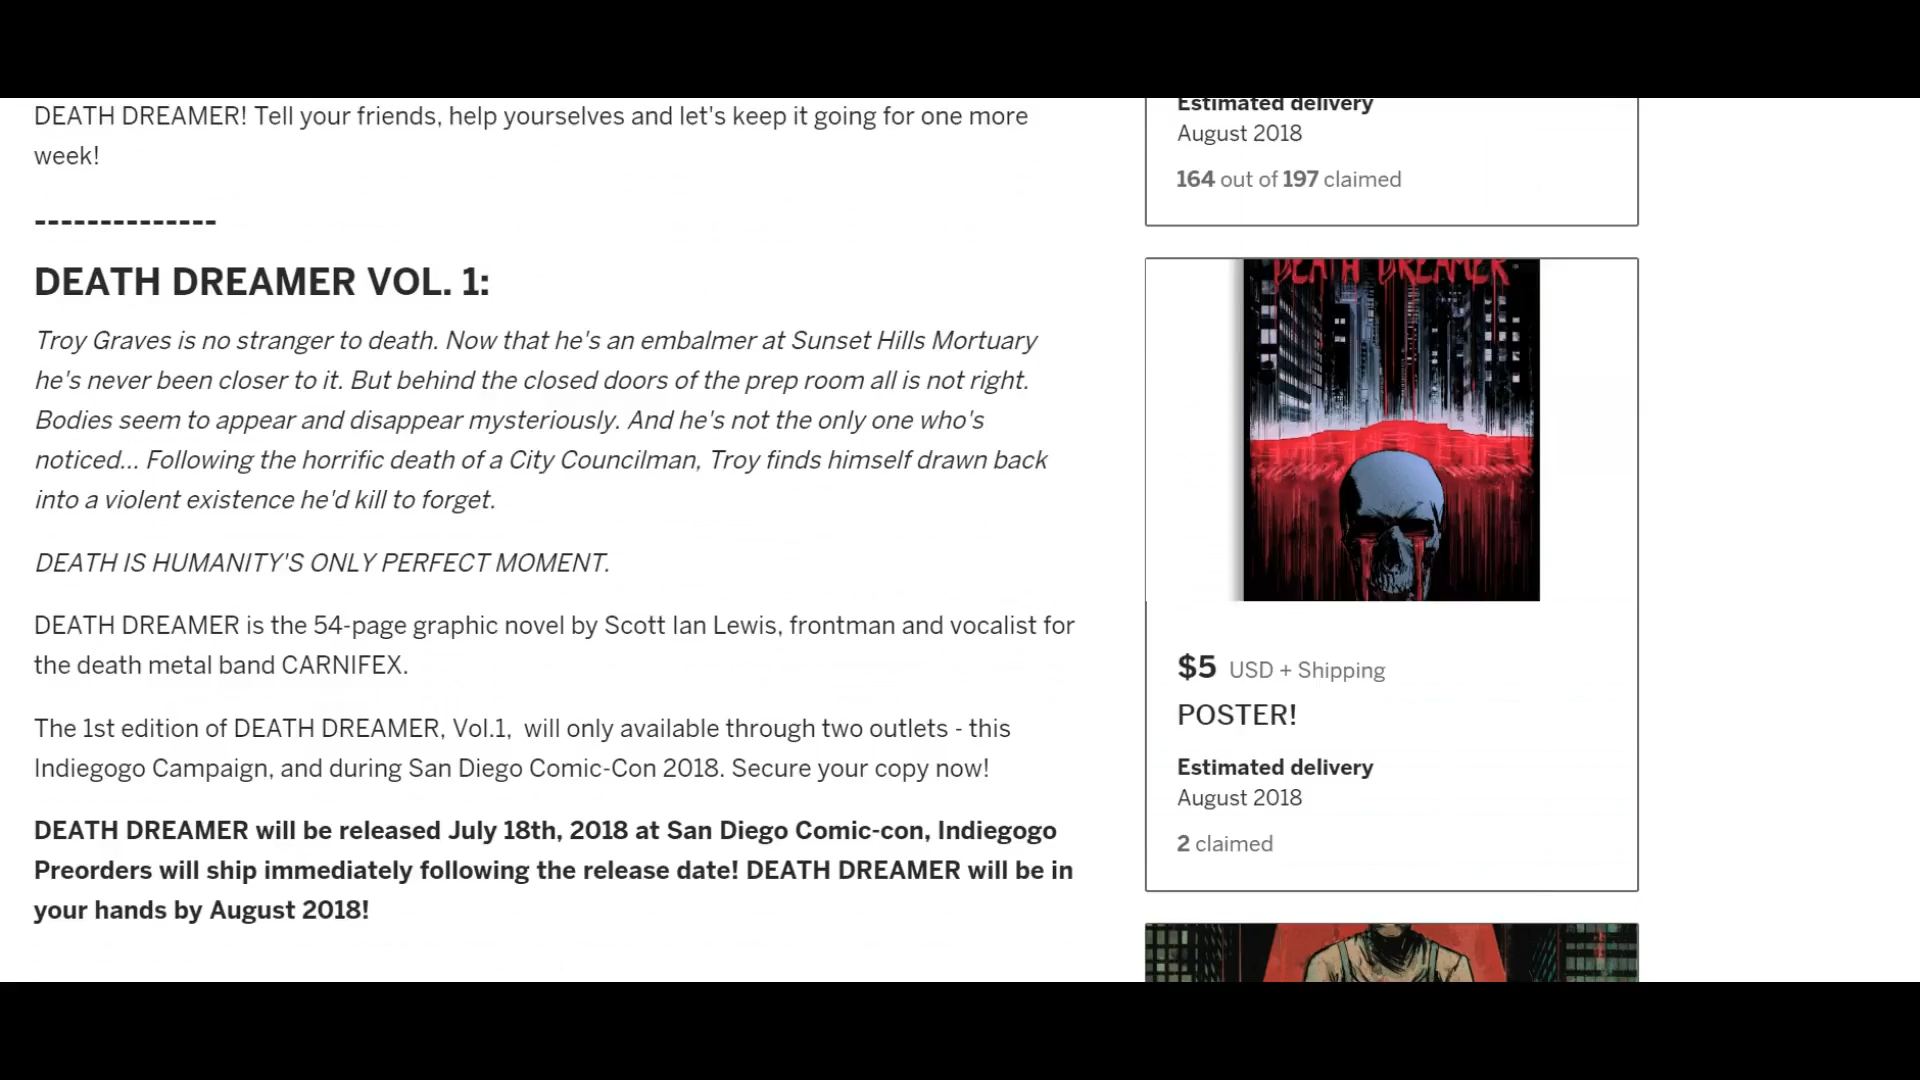 DEATH DREAMER! Tell your friends, help yourselves and let's keep it going for one more
week!
--------------
DEATH DREAMER VOL. 1:
Troy Graves is no stranger to death. Now that he's an embalmer at Sunset Hills Mortuary
he's never been closer to it. But behind the closed doors of the prep room all is not right.
Bodies seem to appear and disappear mysteriously. And he's not the only one who's
noticed... Following the horrific death of a City Councilman, Troy finds himself drawn back
into a violent existence he'd kill to forget.
DEATH IS HUMANITY'S ONLY PERFECT MOMENT.
DEATH DREAMER is the 54-page graphic novel by Scott Ian Lewis, frontman and vocalist for
the death metal band CARNIFEX.
The 1st edition of DEATH DREAMER, Vol.1,  will only available through two outlets - this
Indiegogo Campaign, and during San Diego Comic-Con 2018. Secure your copy now!
DEATH DREAMER will be released July 18th, 2018 at San Diego Comic-con, Indiegogo
Preorders will ship immediately following the release date! DEATH DREAMER will be in
your hands by August 2018!
Estimated delivery
August 2018
164 out of 197 claimed
DEATH DREAMER
$5 USD + Shipping
POSTER!
Estimated delivery
August 2018
2 claimed